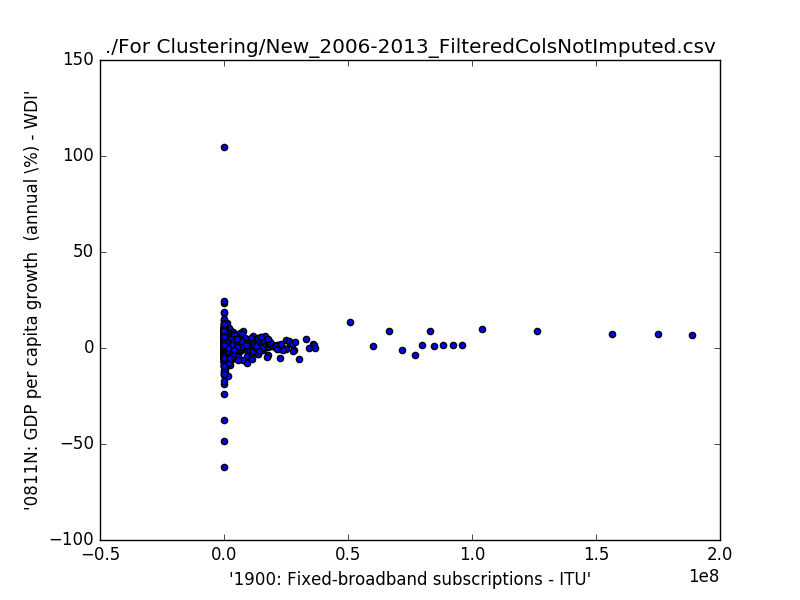 ./For Clustering/New_2006-2013_FilteredColsNotImputed.csv
150
100
50
0
−50
−100
'0811N: GDP per capita growth  (annual \%) - WDI'
−0.5 0.0 0.5 1.0 1.5 2.0
1e8
'1900: Fixed-broadband subscriptions - ITU'